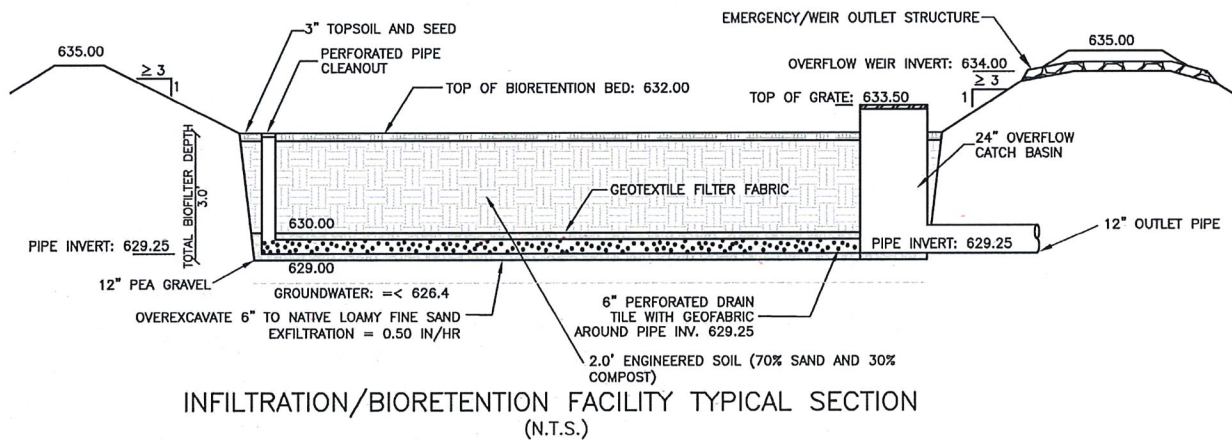 EMERGENCY/WEIR OUTLET STRUCTURE
3" TOPSOIL AND SEED
635.00
635.00
PERFORATED PIPE
CLEANOUT
≥ 3
1
OVERFLOW WEIR INVERT: 634.00
≥ 3
1
TOP OF BIORETENTION BED: 632.00
TOP OF GRATE: 633.50
24" OVERFLOW
CATCH BASIN
TOTAL BIOFILTER DEPTH
3.0'
GEOTEXTILE FILTER FABRIC
630.00
PIPE INVERT: 629.25
PIPE INVERT: 629.25
12" OUTLET PIPE
629.00
12" PEA GRAVEL
GROUNDWATER: =< 626.4
OVEREXCAVATE 6" TO NATIVE LOAMY FINE SAND
EXFILTRATION = 0.50 IN/HR
6" PERFORATED DRAIN
TILE WITH GEOFABRIC
AROUND PIPE INV. 629.25
2.0' ENGINEERED SOIL (70% SAND AND 30%
COMPOST)
INFILTRATION/BIORETENTION FACILITY TYPICAL SECTION
(N.T.S.)